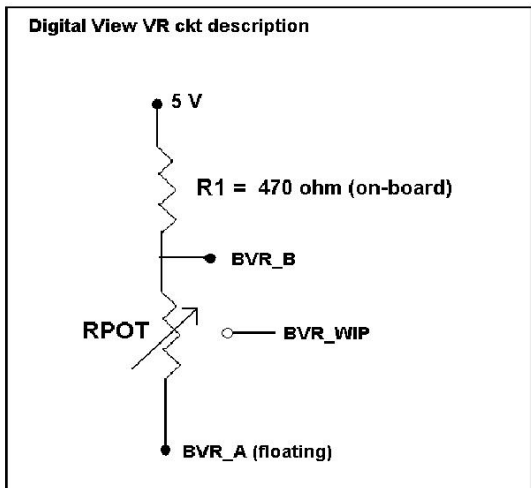 Digital View VR ckt description
5 V
R1 = 470 ohm (on-board)
BVR_B
RPOT
BVR_WIP
BVR_A (floating)